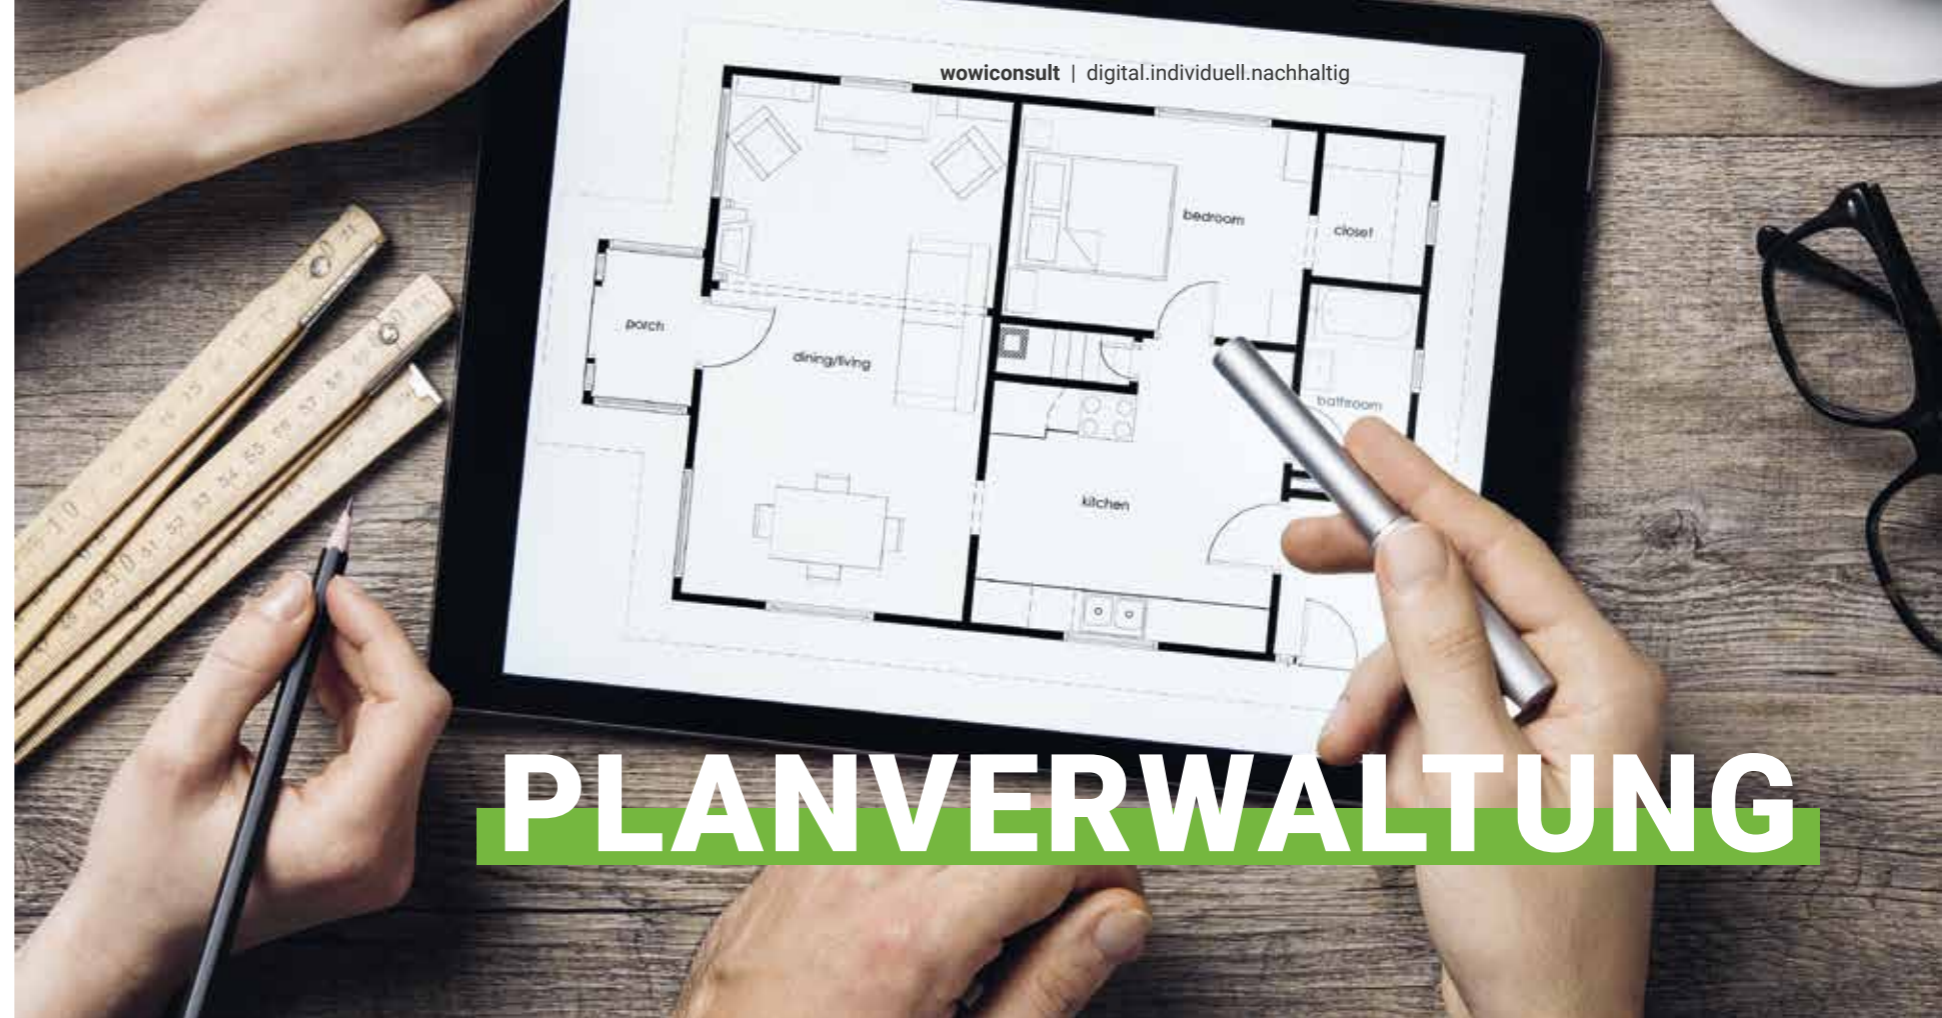 wowiconsult | digital.individuell.nachhaltig
bedroom
closet
porch
dining/living
bathroom
kitchen
PLANVERWALTUNG